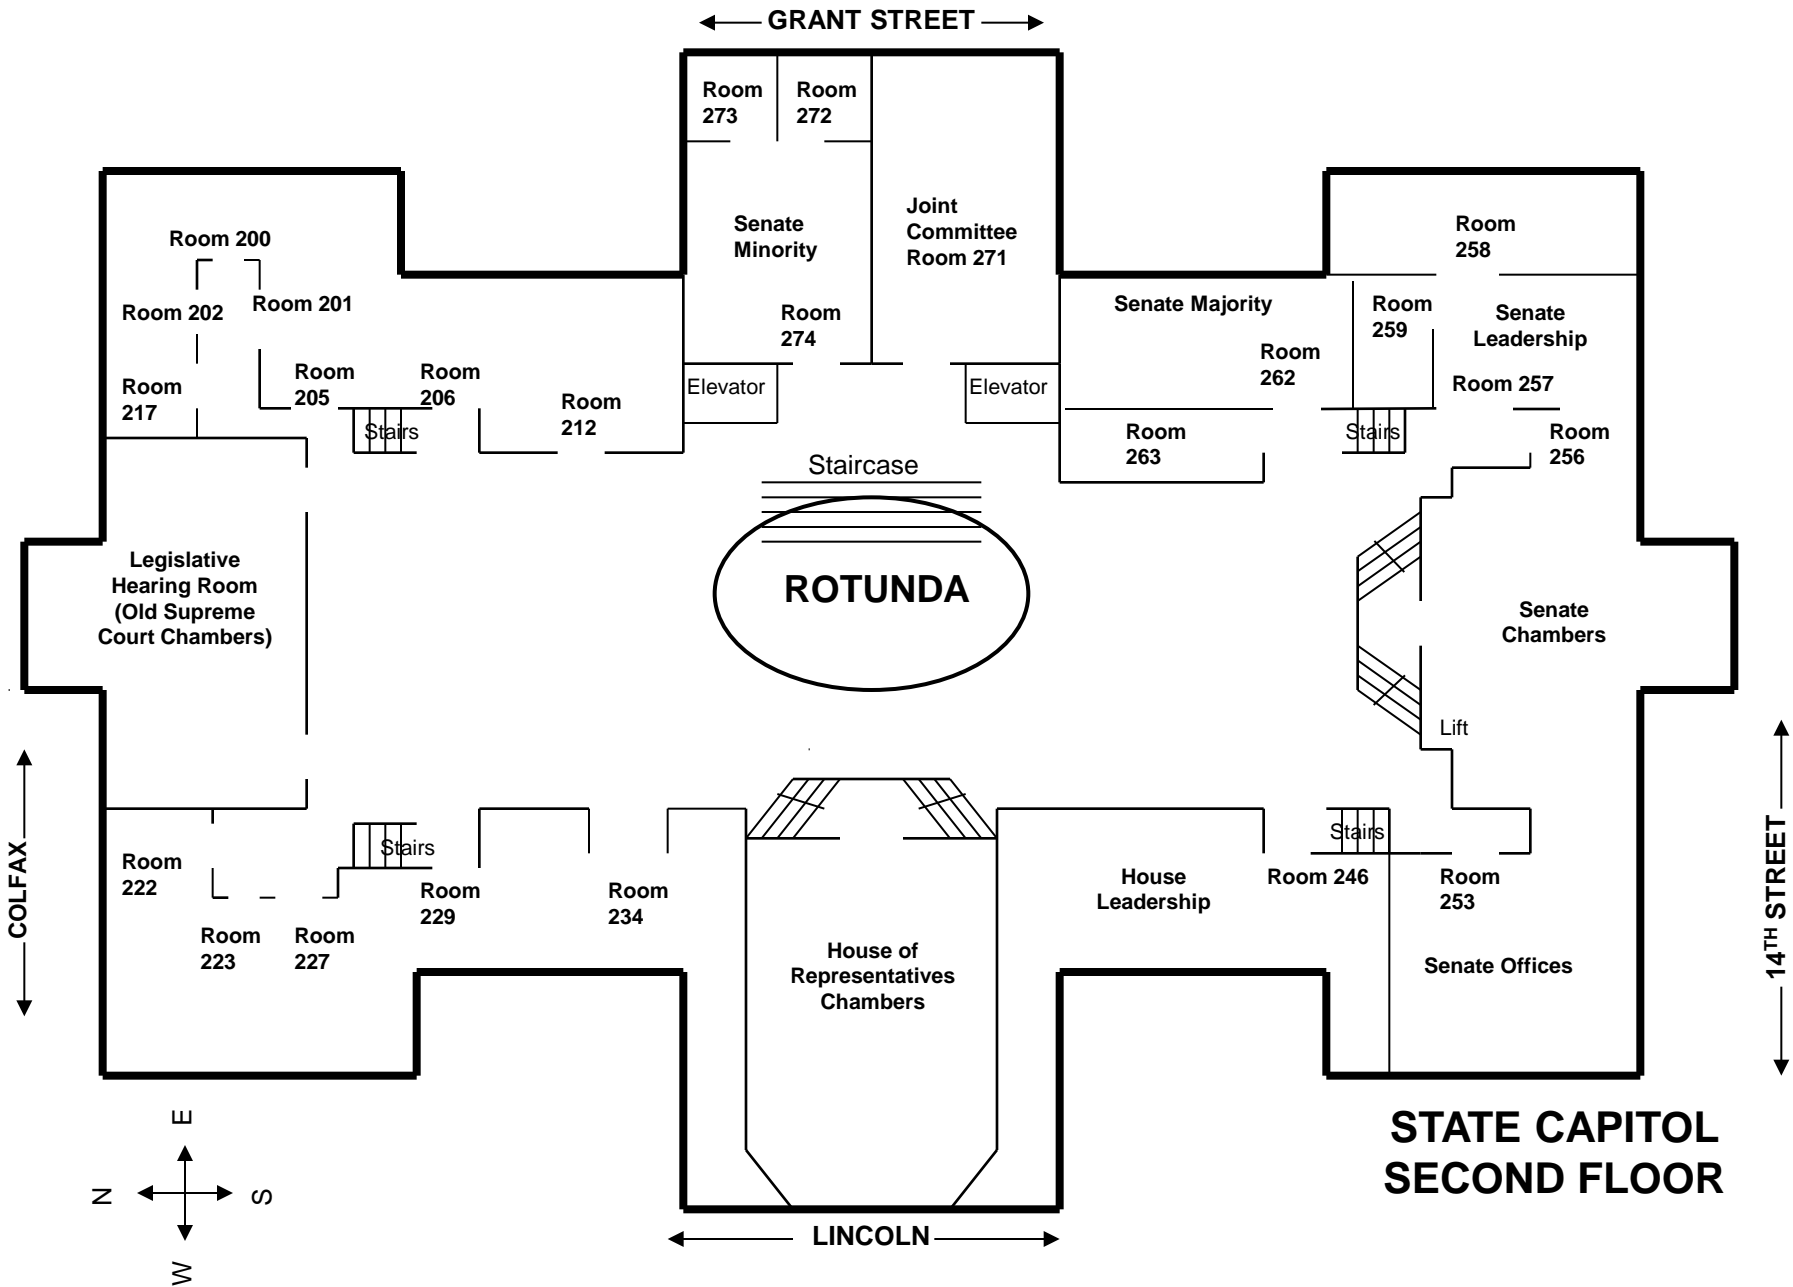 GRANT STREET
Room
273
Room
272
Joint
Committee
Room 271
Senate
Minority
Room
274
Room 200
Room 202
Room 201
Room
217
Room
205
Room
206
Room
212
Stairs
Elevator
Elevator
Senate Majority
Room
262
Room
263
Room
258
Room
259
Senate
Leadership
Room 257
Room
256
Stairs
Staircase
ROTUNDA
Legislative
Hearing Room
(Old Supreme
Court Chambers)
Senate
Chambers
Lift
COLFAX
14TH STREET
Room
222
Room
223
Room
227
Stairs
Room
229
Room
234
House of
Representatives
Chambers
House
Leadership
Room 246
Stairs
Room
253
Senate Offices
E
N
S
W
LINCOLN
STATE CAPITOL
SECOND FLOOR